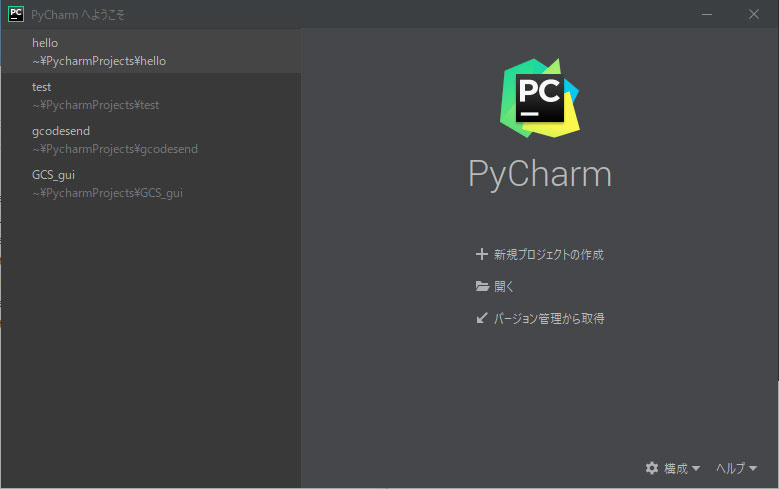 PC PyCharm へようこそ
hello
~¥PycharmProjects¥hello
test
~¥PycharmProjects¥test
gcodesend
~¥PycharmProjects¥gcodesend
GCS_gui
~¥PycharmProjects¥GCS_gui
PC
PyCharm
新規プロジェクトの作成
開く
バージョン管理から取得
構成 ヘルプ